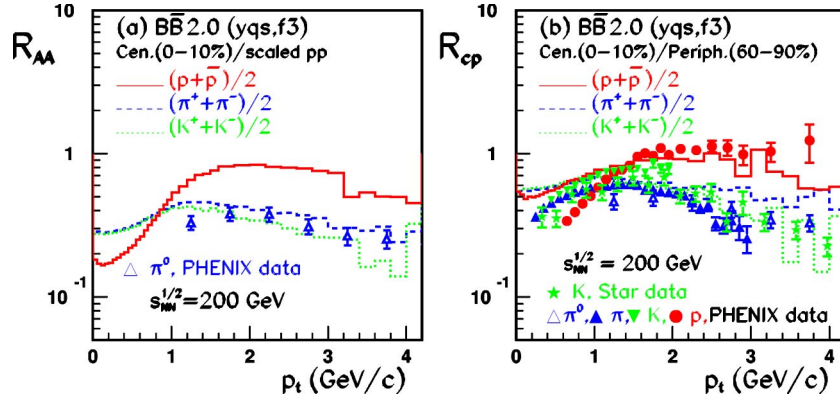 (a) BB̅ 2.0 (yqs,f3)
Cen.(0−10%)/scaled pp
R_AA
10
1
10⁻¹
(p+p̅)/2
(π⁺+π⁻)/2
(K⁺+K⁻)/2
△ π⁰, PHENIX data
s_NN^1/2=200 GeV
0 1 2 3 4
p_t (GeV/c)
(b) BB̅ 2.0 (yqs,f3)
Cen.(0−10%)/Periph.(60−90%)
R_cp
10
1
10⁻¹
(p+p̅)/2
(π⁺+π⁻)/2
(K⁺+K⁻)/2
s_NN^1/2 = 200 GeV
★ K, Star data
△ π⁰, ▲ π, ▼ K, ● p, PHENIX data
0 1 2 3 4
p_t (GeV/c)